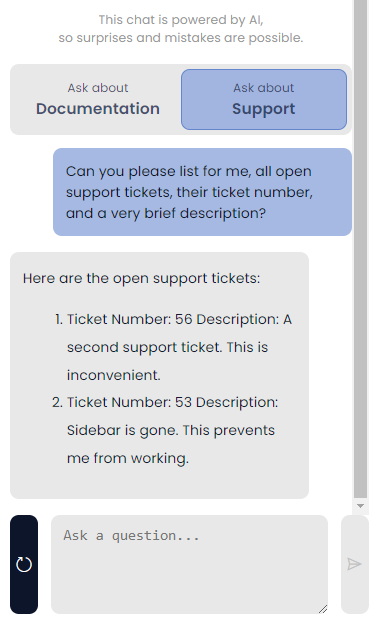 This chat is powered by AI,
so surprises and mistakes are possible.
Ask about
Documentation
Ask about
Support
Can you please list for me, all open
support tickets, their ticket number,
and a very brief description?
Here are the open support tickets:
1. Ticket Number: 56 Description: A
second support ticket. This is
inconvenient.
2. Ticket Number: 53 Description:
Sidebar is gone. This prevents
me from working.
Ask a question...